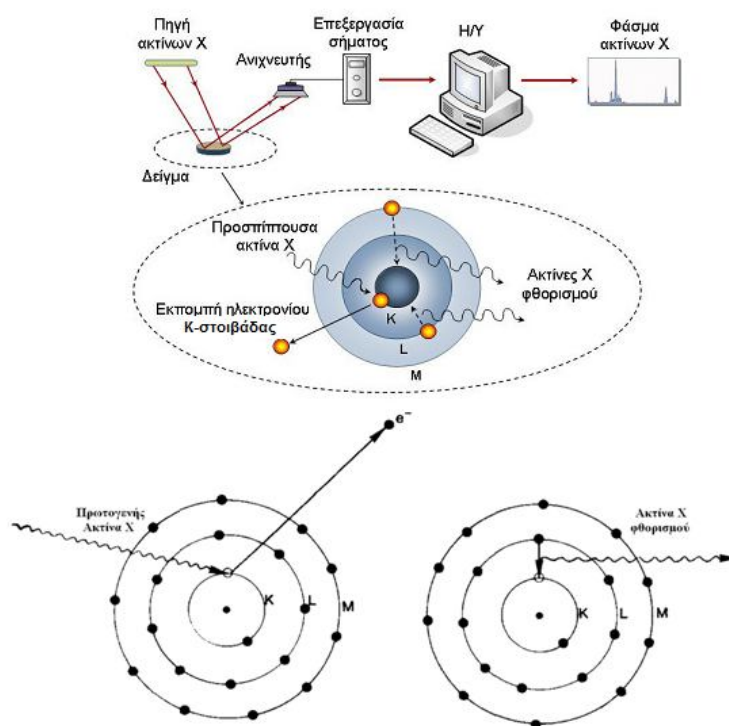 Πηγή
ακτίνων Χ
Ανιχνευτής
Επεξεργασία
σήματος
Η/Υ
Φάσμα
ακτίνων Χ
Δείγμα
Προσπίπτουσα
ακτίνα Χ
Ακτίνες Χ
φθορισμού
Εκπομπή ηλεκτρονίου
Κ-στοιβάδας
K
L
M
e−
Πρωτογενής
Ακτίνα Χ
K
L
M
Ακτίνα Χ
φθορισμού
K
L
M